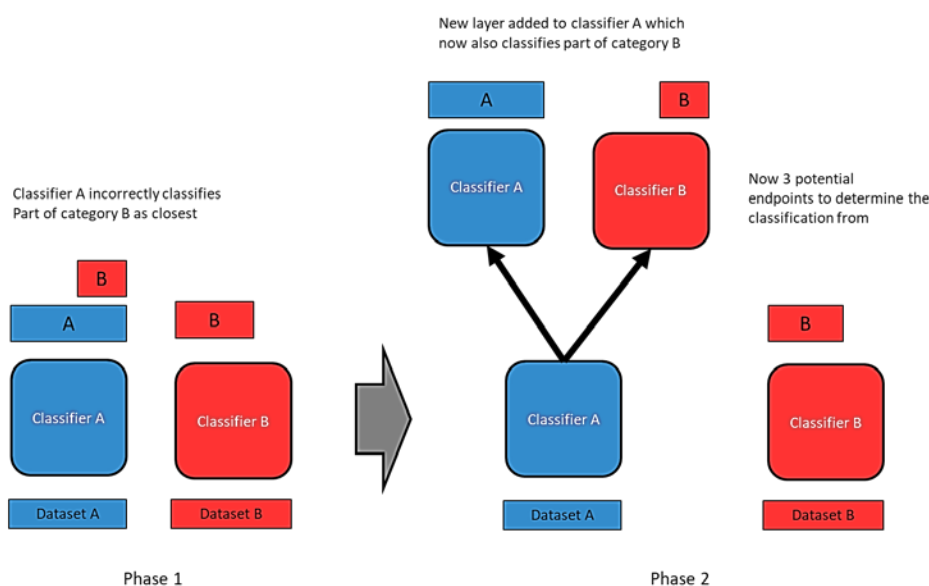 New layer added to classifier A which
now also classifies part of category B
A
B
Classifier A
Classifier B
Classifier A incorrectly classifies
Part of category B as closest
Now 3 potential
endpoints to determine the
classification from
B
A
B
B
Classifier A
Classifier B
Classifier A
Classifier B
Dataset A
Dataset B
Dataset A
Dataset B
Phase 1
Phase 2